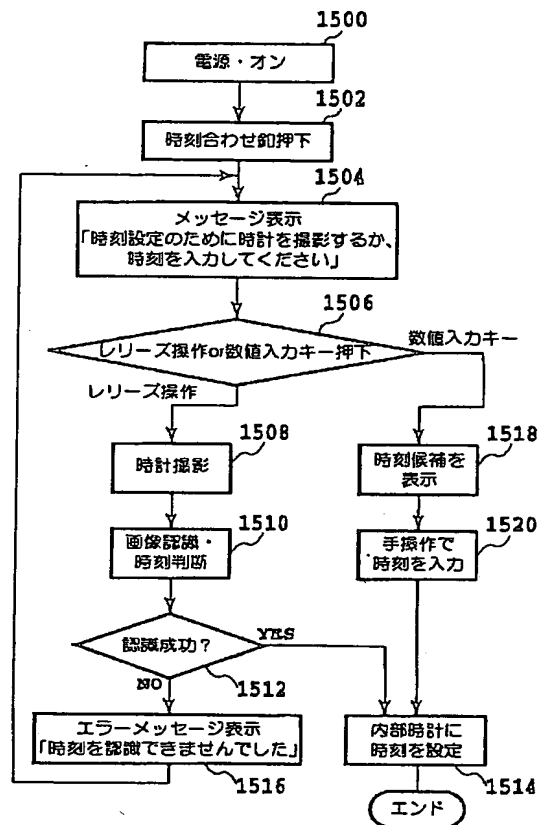 1500
電源・オン
1502
時刻合わせ釦押下
1504
メッセージ表示
「時刻設定のために時計を撮影するか、
時刻を入力してください」
1506
レリーズ操作or数値入力キー押下
数値入力キー
レリーズ操作
1508
時計撮影
1518
時刻候補を
表示
1510
画像認識・
時刻判断
1520
手操作で
時刻を入力
認識成功？
YES
NO
1512
エラーメッセージ表示
「時刻を認識できませんでした」
1516
内部時計に
時刻を設定
1514
エンド